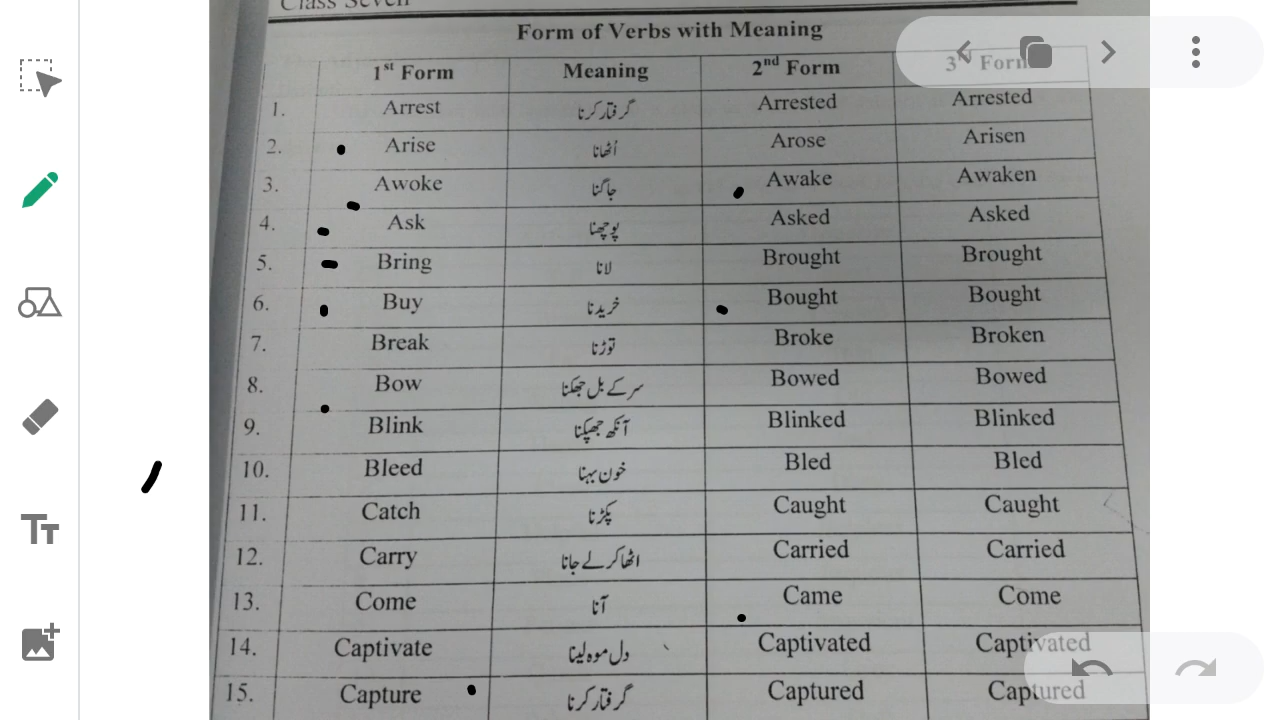 Class Seven
Form of Verbs with Meaning
1st Form Meaning 2nd Form 3rd Form
1. Arrest گرفتار کرنا Arrested Arrested
2. Arise اُٹھانا Arose Arisen
3. Awoke جاگنا Awake Awaken
4. Ask پوچھنا Asked Asked
5. Bring لانا Brought Brought
6. Buy خریدنا Bought Bought
7. Break توڑنا Broke Broken
8. Bow سر کے بل جھکنا Bowed Bowed
9. Blink آنکھ جھپکنا Blinked Blinked
10. Bleed خون بہنا Bled Bled
11. Catch پکڑنا Caught Caught
12. Carry اٹھا کر لے جانا Carried Carried
13. Come آنا Came Come
14. Captivate دل موہ لینا Captivated Captivated
15. Capture گرفتار کرنا Captured Captured